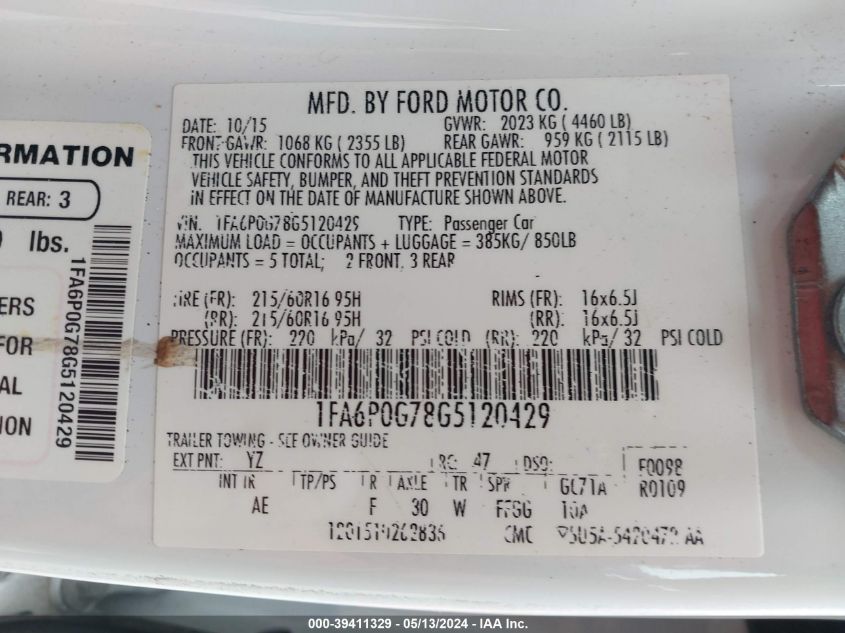 MFD. BY FORD MOTOR CO.
DATE: 10/15 GVWR: 2023 KG ( 4460 LB)
FRONT GAWR: 1068 KG ( 2355 LB) REAR GAWR: 959 KG ( 2115 LB)
THIS VEHICLE CONFORMS TO ALL APPLICABLE FEDERAL MOTOR
VEHICLE SAFETY, BUMPER, AND THEFT PREVENTION STANDARDS
IN EFFECT ON THE DATE OF MANUFACTURE SHOWN ABOVE.
VIN: 1FA6P0G78G5120429 TYPE: Passenger Car
MAXIMUM LOAD = OCCUPANTS + LUGGAGE = 385KG/ 850LB
OCCUPANTS = 5 TOTAL; 2 FRONT, 3 REAR
TIRE (FR): 215/60R16 95H RIMS (FR): 16x6.5J
(RR): 215/60R16 95H (RR): 16x6.5J
PRESSURE (FR): 220 kPa/ 32 PSI COLD (RR): 220 kPa/ 32 PSI COLD
1FA6P0G78G5120429
TRAILER TOWING - SEE OWNER GUIDE
EXT PNT: YZ RC: 47 DSO: F0098
INT TR TP/PS R AXLE TR SPR GC71A R0109
AE F 30 W FFGG 10A
CMC
RMATION
REAR: 3
lbs.
ERS
FOR
AL
ION
1FA6P0G78G5120429
000-39411329 - 05/13/2024 - IAA Inc.